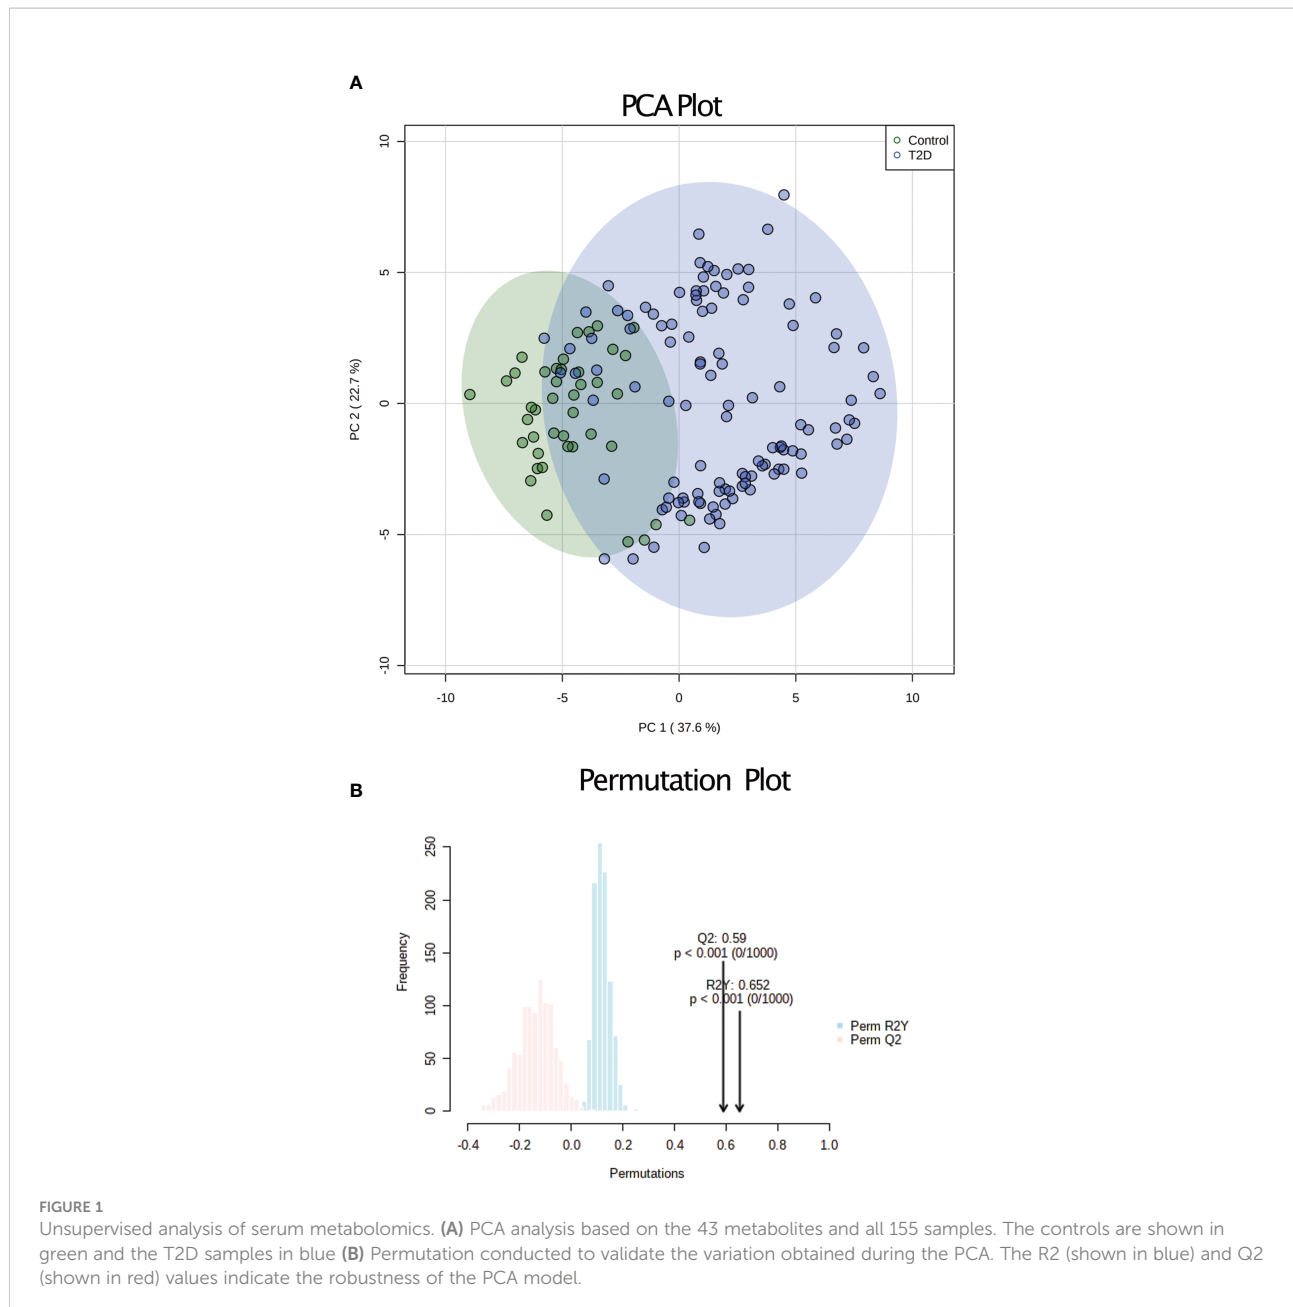 A
PCA Plot
Control
T2D
10
5
0
-5
-10
PC 2 ( 22.7 %)
-10
-5
0
5
10
PC 1 ( 37.6 %)
B
Permutation Plot
250
200
150
100
50
0
Frequency
Q2: 0.59
p < 0.001 (0/1000)
R2Y: 0.652
p < 0.001 (0/1000)
Perm R2Y
Perm Q2
-0.4
-0.2
0.0
0.2
0.4
0.6
0.8
1.0
Permutations
FIGURE 1
Unsupervised analysis of serum metabolomics. (A) PCA analysis based on the 43 metabolites and all 155 samples. The controls are shown in
green and the T2D samples in blue (B) Permutation conducted to validate the variation obtained during the PCA. The R2 (shown in blue) and Q2
(shown in red) values indicate the robustness of the PCA model.